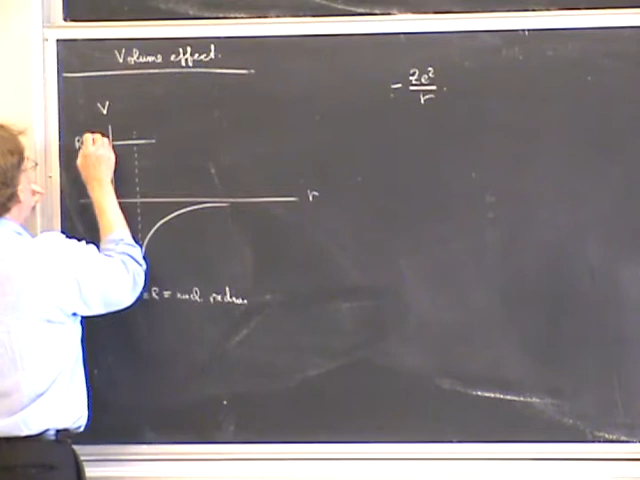 Volume effect.
- Ze²/r
V
R
r
= R = nucl. radius